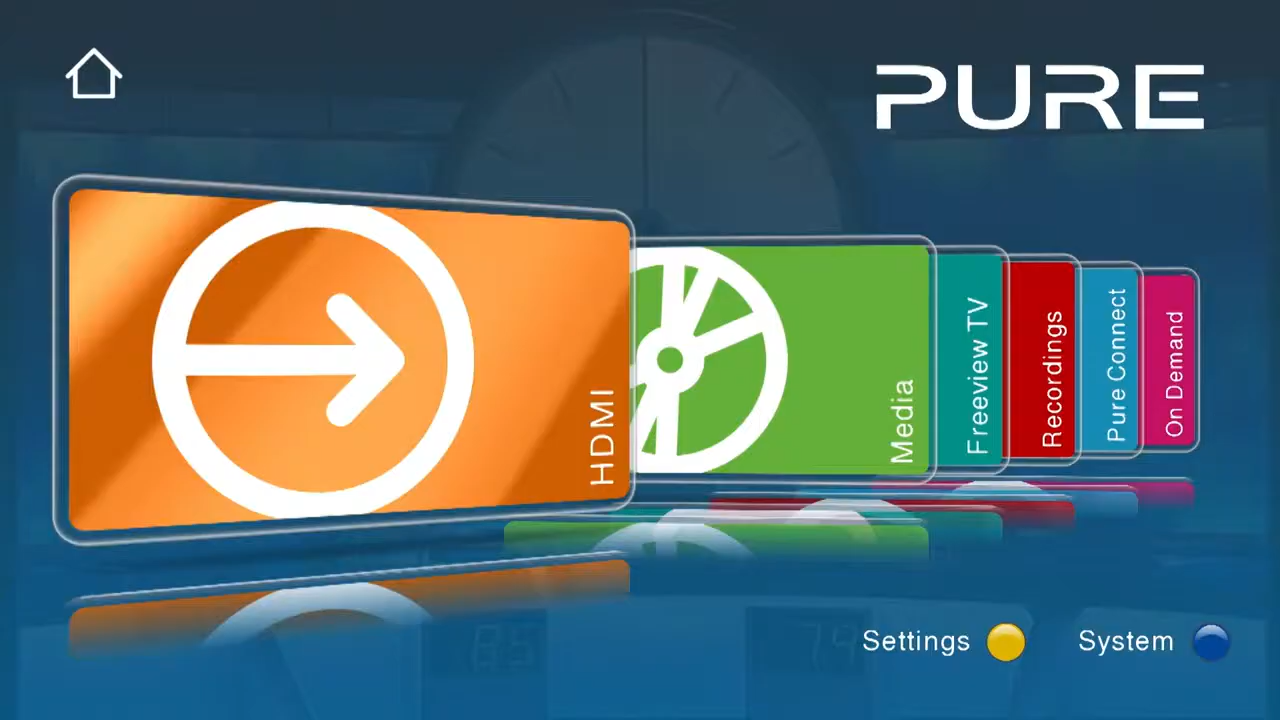 PURE
HDMI
Media
Freeview TV
Recordings
Pure Connect
On Demand
Settings
System